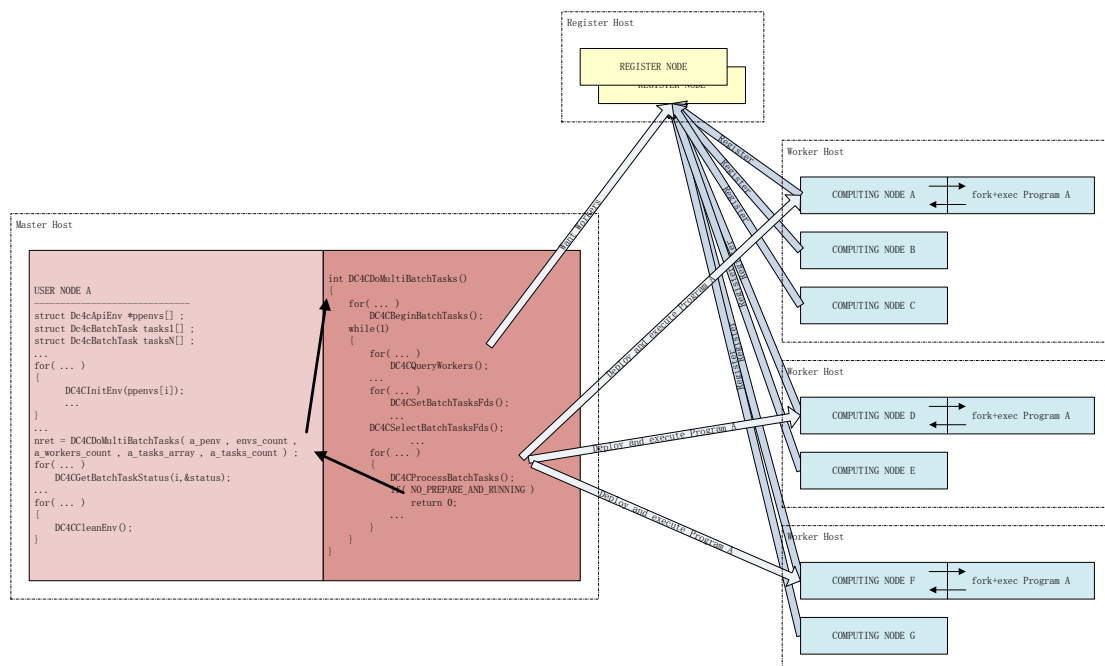 Register Host
REGISTER NODE
REGISTER NODE
Master Host
USER NODE A
------------------------------
struct Dc4cApiEnv *ppenvs[] ;
struct Dc4cBatchTask tasks1[] ;
struct Dc4cBatchTask tasksN[] ;
...
for( ... )
{
DC4CInitEnv(ppenvs[i]);
...
}
...
nret = DC4CDoMultiBatchTasks( a_penv , envs_count ,
a_workers_count , a_tasks_array , a_tasks_count ) ;
for( ... )
DC4CGetBatchTaskStatus(i,&status);
...
for( ... )
{
DC4CCleanEnv();
}
int DC4CDoMultiBatchTasks()
{
for( ... )
DC4CBeginBatchTasks();
while(1)
{
for( ... )
DC4CQueryWorkers();
...
for( ... )
DC4CSetBatchTasksFds();
...
DC4CSelectBatchTasksFds();
...
for( ... )
{
DC4CProcessBatchTasks();
if( NO_PREPARE_AND_RUNNING )
return 0;
...
}
}
}
Want Workers
Deploy and execute Program A
Deploy and execute Program A
Deploy and execute Program A
Register
Register
Register
Register
Register
Register
Register
Worker Host
COMPUTING NODE A
fork+exec Program A
COMPUTING NODE B
COMPUTING NODE C
Worker Host
COMPUTING NODE D
fork+exec Program A
COMPUTING NODE E
Worker Host
COMPUTING NODE F
fork+exec Program A
COMPUTING NODE G